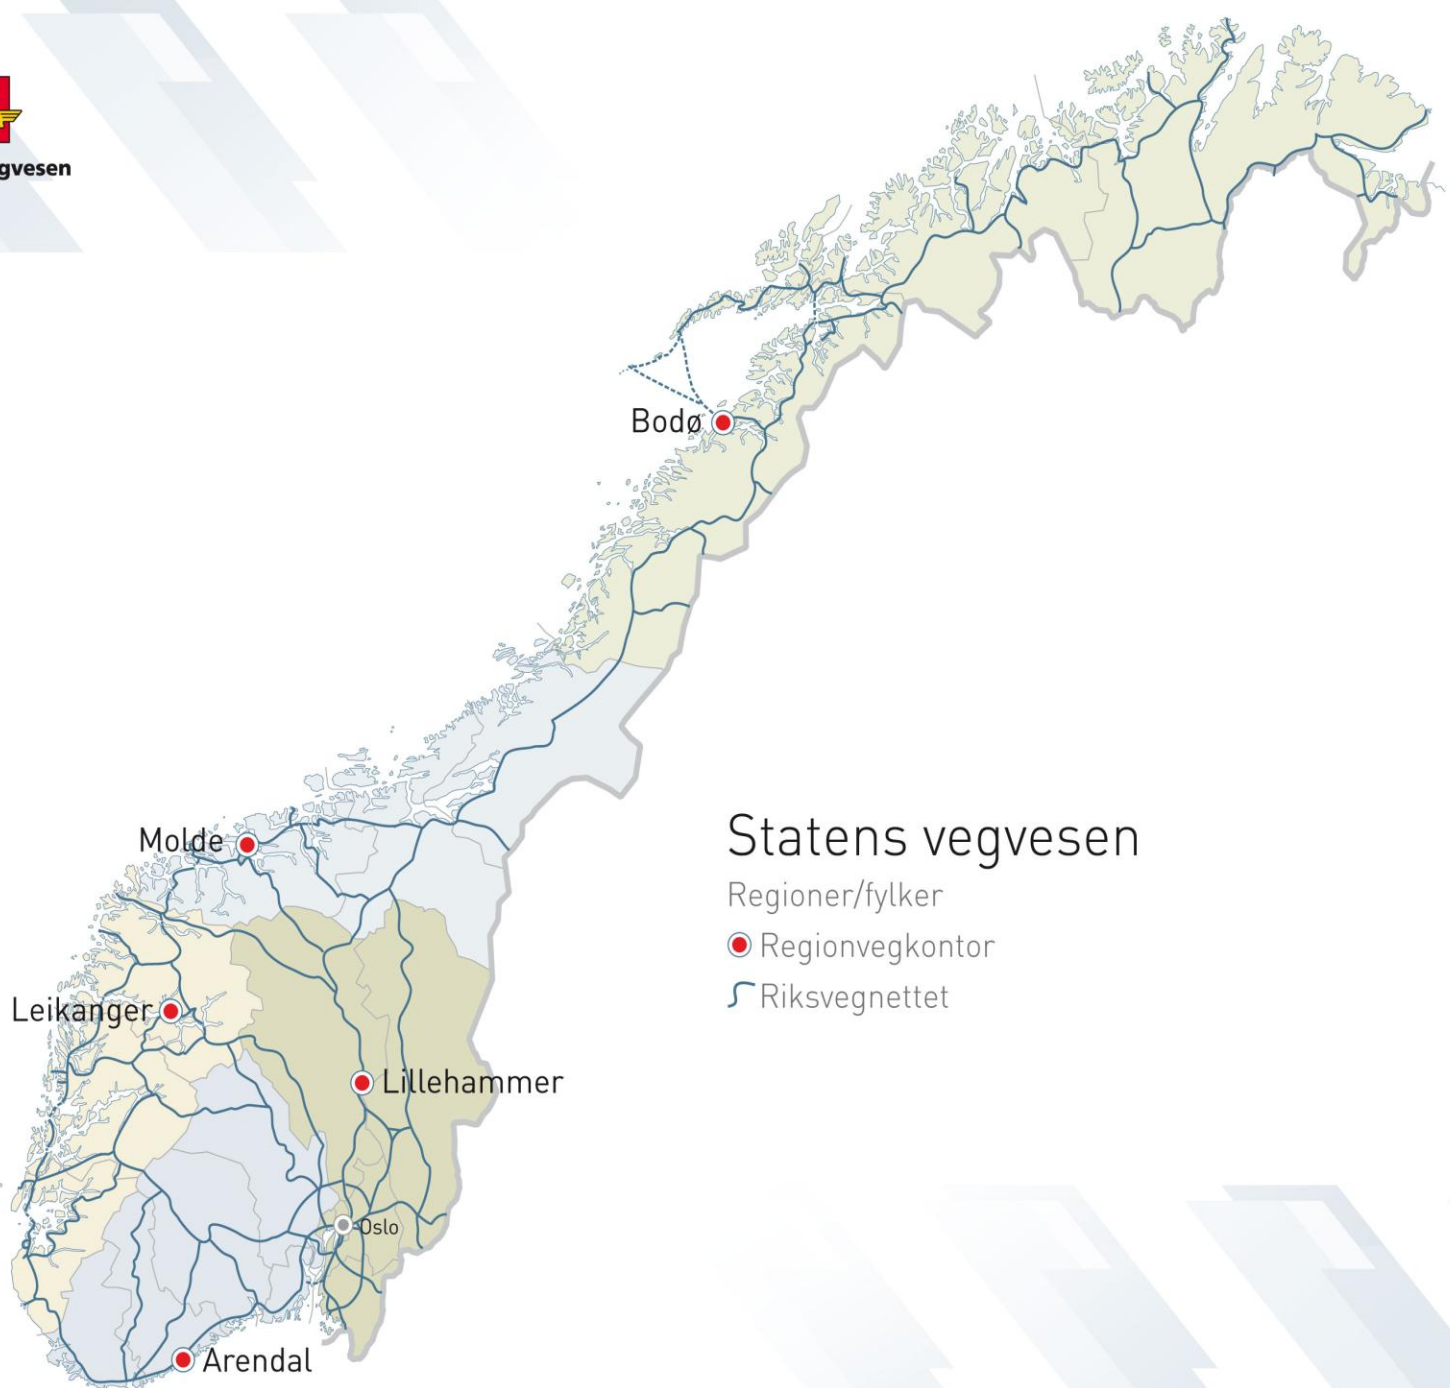 gvesen
Bodø
Molde
Leikanger
Lillehammer
Oslo
Arendal
Statens vegvesen
Regioner/fylker
Regionvegkontor
Riksvegnettet